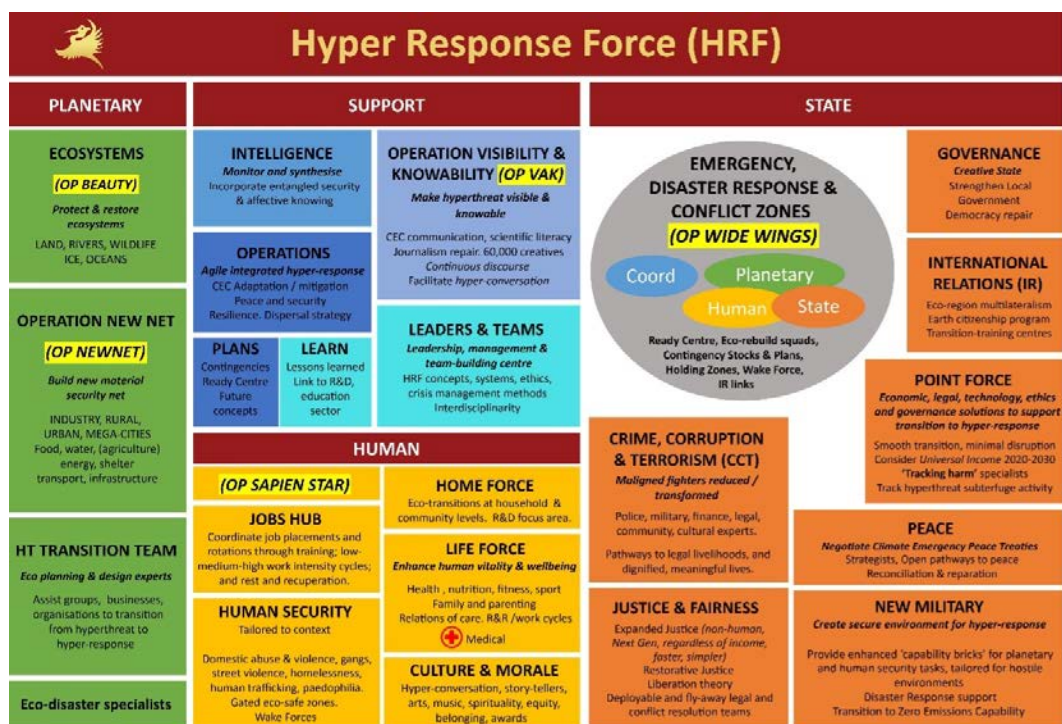 Hyper Response Force (HRF)
PLANETARY
ECOSYSTEMS
(OP BEAUTY)
Protect & restore
ecosystems
LAND, RIVERS, WILDLIFE
ICE, OCEANS
OPERATION NEW NET
(OP NEWNET)
Build new material
security net
INDUSTRY, RURAL,
URBAN, MEGA-CITIES
Food, water, (agriculture)
energy, shelter
transport, infrastructure
HT TRANSITION TEAM
Eco planning & design experts
Assist groups, businesses,
organisations to transition
from hyperthreat to
hyper-response
Eco-disaster specialists
SUPPORT
INTELLIGENCE
Monitor and synthesise
Incorporate entangled security
& affective knowing
OPERATIONS
Agile integrated hyper-response
CEC Adaptation / mitigation
Peace and security
Resilience. Dispersal strategy
PLANS
Contingencies
Ready Centre
Future
concepts
LEARN
Lessons learned
Link to R&D,
education
sector
OPERATION VISIBILITY &
KNOWABILITY (OP VAK)
Make hyperthreat visible &
knowable
CEC communication, scientific literacy
Journalism repair. 60,000 creatives
Continuous discourse
Facilitate hyper-conversation
LEADERS & TEAMS
Leadership, management &
team-building centre
HRF concepts, systems, ethics,
crisis management methods
Interdisciplinarity
HUMAN
(OP SAPIEN STAR)
JOBS HUB
Coordinate job placements and
rotations through training; low-
medium-high work intensity cycles;
and rest and recuperation.
HUMAN SECURITY
Tailored to context
Domestic abuse & violence, gangs,
street violence, homelessness,
human trafficking, paedophilia.
Gated eco-safe zones.
Wake Forces
HOME FORCE
Eco-transitions at household &
community levels. R&D focus area.
LIFE FORCE
Enhance human vitality & wellbeing
Health , nutrition, fitness, sport
Family and parenting
Relations of care. R&R /work cycles
Medical
CULTURE & MORALE
Hyper-conversation, story-tellers,
arts, music, spirituality, equity,
belonging, awards
STATE
EMERGENCY,
DISASTER RESPONSE &
CONFLICT ZONES
(OP WIDE WINGS)
Coord
Planetary
Human
State
Ready Centre, Eco-rebuild squads,
Contingency Stocks & Plans,
Holding Zones, Wake Force,
IR links
CRIME, CORRUPTION
& TERRORISM (CCT)
Maligned fighters reduced /
transformed
Police, military, finance, legal,
community, cultural experts.
Pathways to legal livelihoods, and
dignified, meaningful lives.
JUSTICE & FAIRNESS
Expanded Justice (non-human,
Next Gen, regardless of income,
faster, simpler)
Restorative Justice
Liberation theory
Deployable and fly-away legal and
conflict resolution teams
GOVERNANCE
Creative State
Strengthen Local
Government
Democracy repair
INTERNATIONAL
RELATIONS (IR)
Eco-region multilateralism
Earth citizenship program
Transition-training centres
POINT FORCE
Economic, legal, technology, ethics
and governance solutions to support
transition to hyper-response
Smooth transition, minimal disruption
Consider Universal Income 2020-2030
'Tracking harm' specialists
Track hyperthreat subterfuge activity
PEACE
Negotiate Climate Emergency Peace Treaties
Strategists, Open pathways to peace
Reconciliation & reparation
NEW MILITARY
Create secure environment for hyper-response
Provide enhanced 'capability bricks' for planetary
and human security tasks, tailored for hostile
environments
Disaster Response support
Transition to Zero Emissions Capability